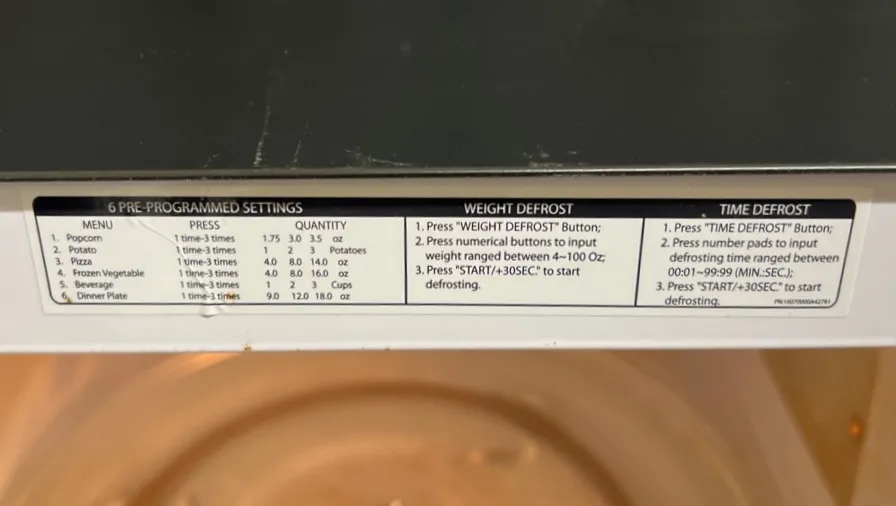 6 PRE-PROGRAMMED SETTINGS
MENU PRESS QUANTITY
1. Popcorn 1 time-3 times 1.75 3.0 3.5 oz
2. Potato 1 time-3 times 1 2 3 Potatoes
3. Pizza 1 time-3 times 4.0 8.0 14.0 oz
4. Frozen Vegetable 1 time-3 times 4.0 8.0 16.0 oz
5. Beverage 1 time-3 times 1 2 3 Cups
6. Dinner Plate 1 time-3 times 9.0 12.0 18.0 oz
WEIGHT DEFROST
1. Press "WEIGHT DEFROST" Button;
2. Press numerical buttons to input
weight ranged between 4~100 Oz;
3. Press "START/+30SEC." to start
defrosting.
TIME DEFROST
1. Press "TIME DEFROST" Button;
2. Press number pads to input
defrosting time ranged between
00:01~99:99 (MIN.:SEC.);
3. Press "START/+30SEC." to start
defrosting.